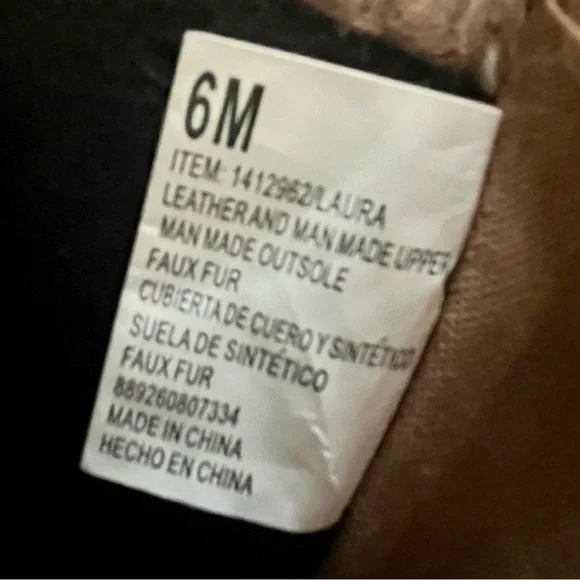 6M
ITEM: 1412962/LAURA
LEATHER AND MAN MADE UPPER
MAN MADE OUTSOLE
FAUX FUR
CUBIERTA DE CUERO Y SINTÉTICO
SUELA DE SINTÉTICO
FAUX FUR
889260807334
MADE IN CHINA
HECHO EN CHINA